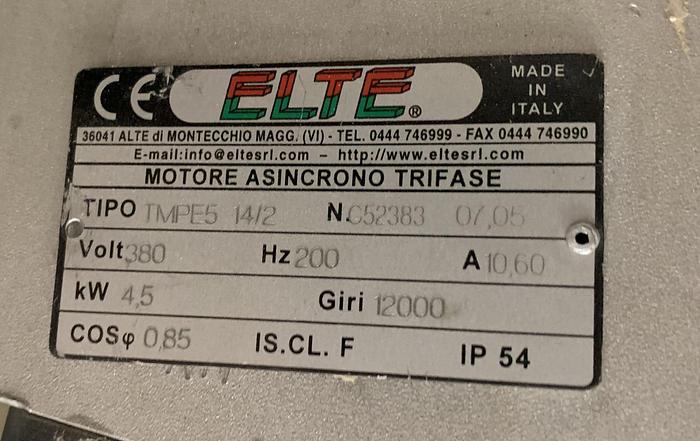 CE ELTE® MADE IN ITALY
36041 ALTE di MONTECCHIO MAGG. (VI) - TEL. 0444 746999 - FAX 0444 746990
E-mail:info@eltesrl.com – http://www.eltesrl.com
MOTORE ASINCRONO TRIFASE
TIPO TMPE5 14/2 N.C52383 07,05
Volt 380 Hz 200 A 10,60
kW 4,5 Giri 12000
COSφ 0,85 IS.CL. F IP 54